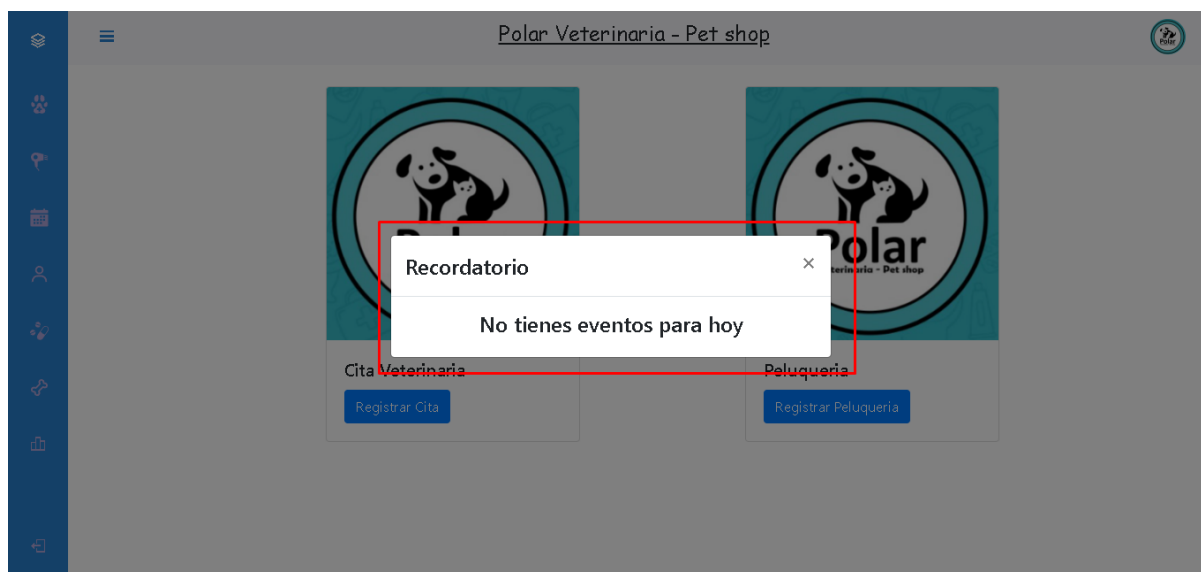 Polar Veterinaria - Pet shop
Polar
Polar
Veterinaria - Pet shop
Recordatorio ×
No tienes eventos para hoy
Cita Veterinaria
Registrar Cita
Peluqueria
Registrar Peluqueria